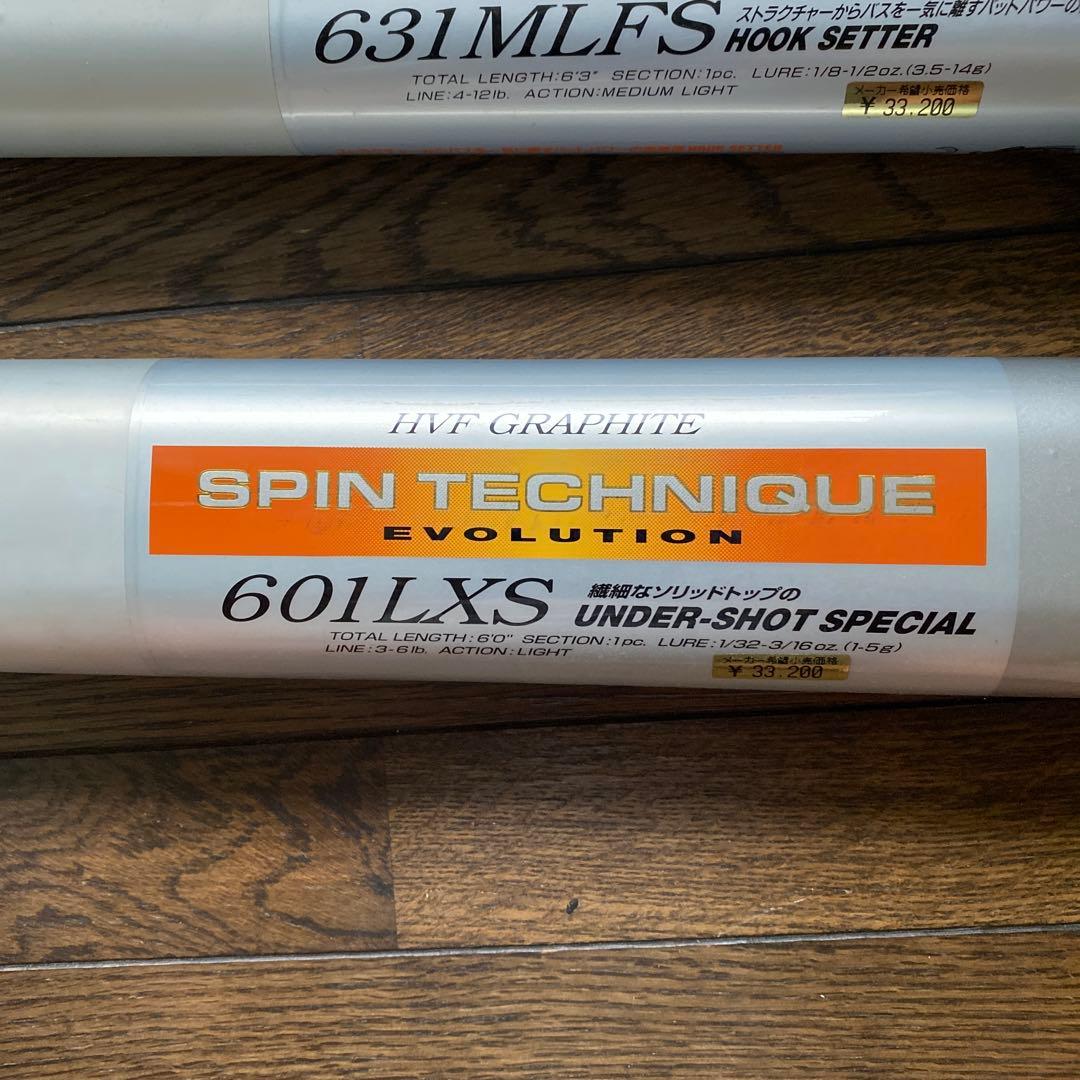 ストラクチャーからバスを一気に離すバットパワーの
631MLFS HOOK SETTER
TOTAL LENGTH:6'3" SECTION:1pc. LURE:1/8-1/2oz.(3.5-14g)
LINE:4-12lb. ACTION:MEDIUM LIGHT
メーカー希望小売価格
¥ 33.200
HOOK SETTER
HVF GRAPHITE
SPIN TECHNIQUE
EVOLUTION
繊細なソリッドトップの
601LXS UNDER-SHOT SPECIAL
TOTAL LENGTH:6'0" SECTION:1pc. LURE:1/32-3/16oz.(1-5g)
LINE:3-6lb. ACTION:LIGHT
メーカー希望小売価格
¥ 33.200